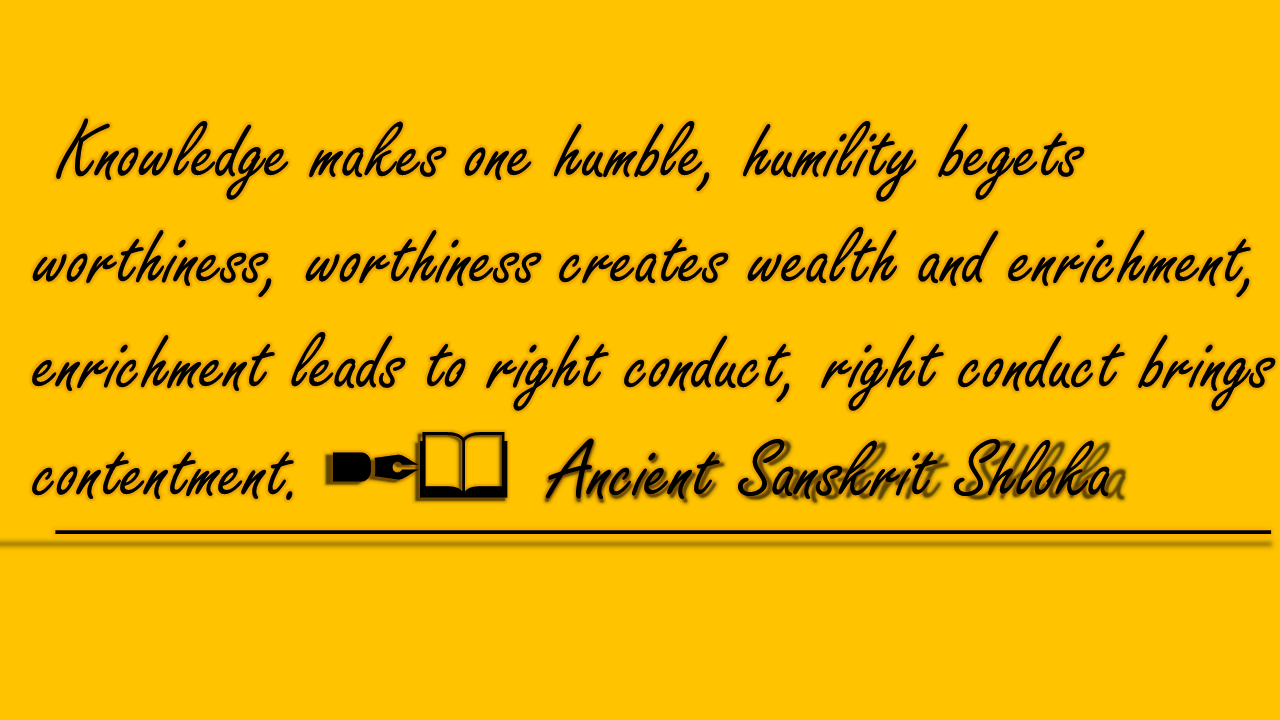 Knowledge makes one humble, humility begets
worthiness, worthiness creates wealth and enrichment,
enrichment leads to right conduct, right conduct brings
contentment. Ancient Sanskrit Shloka